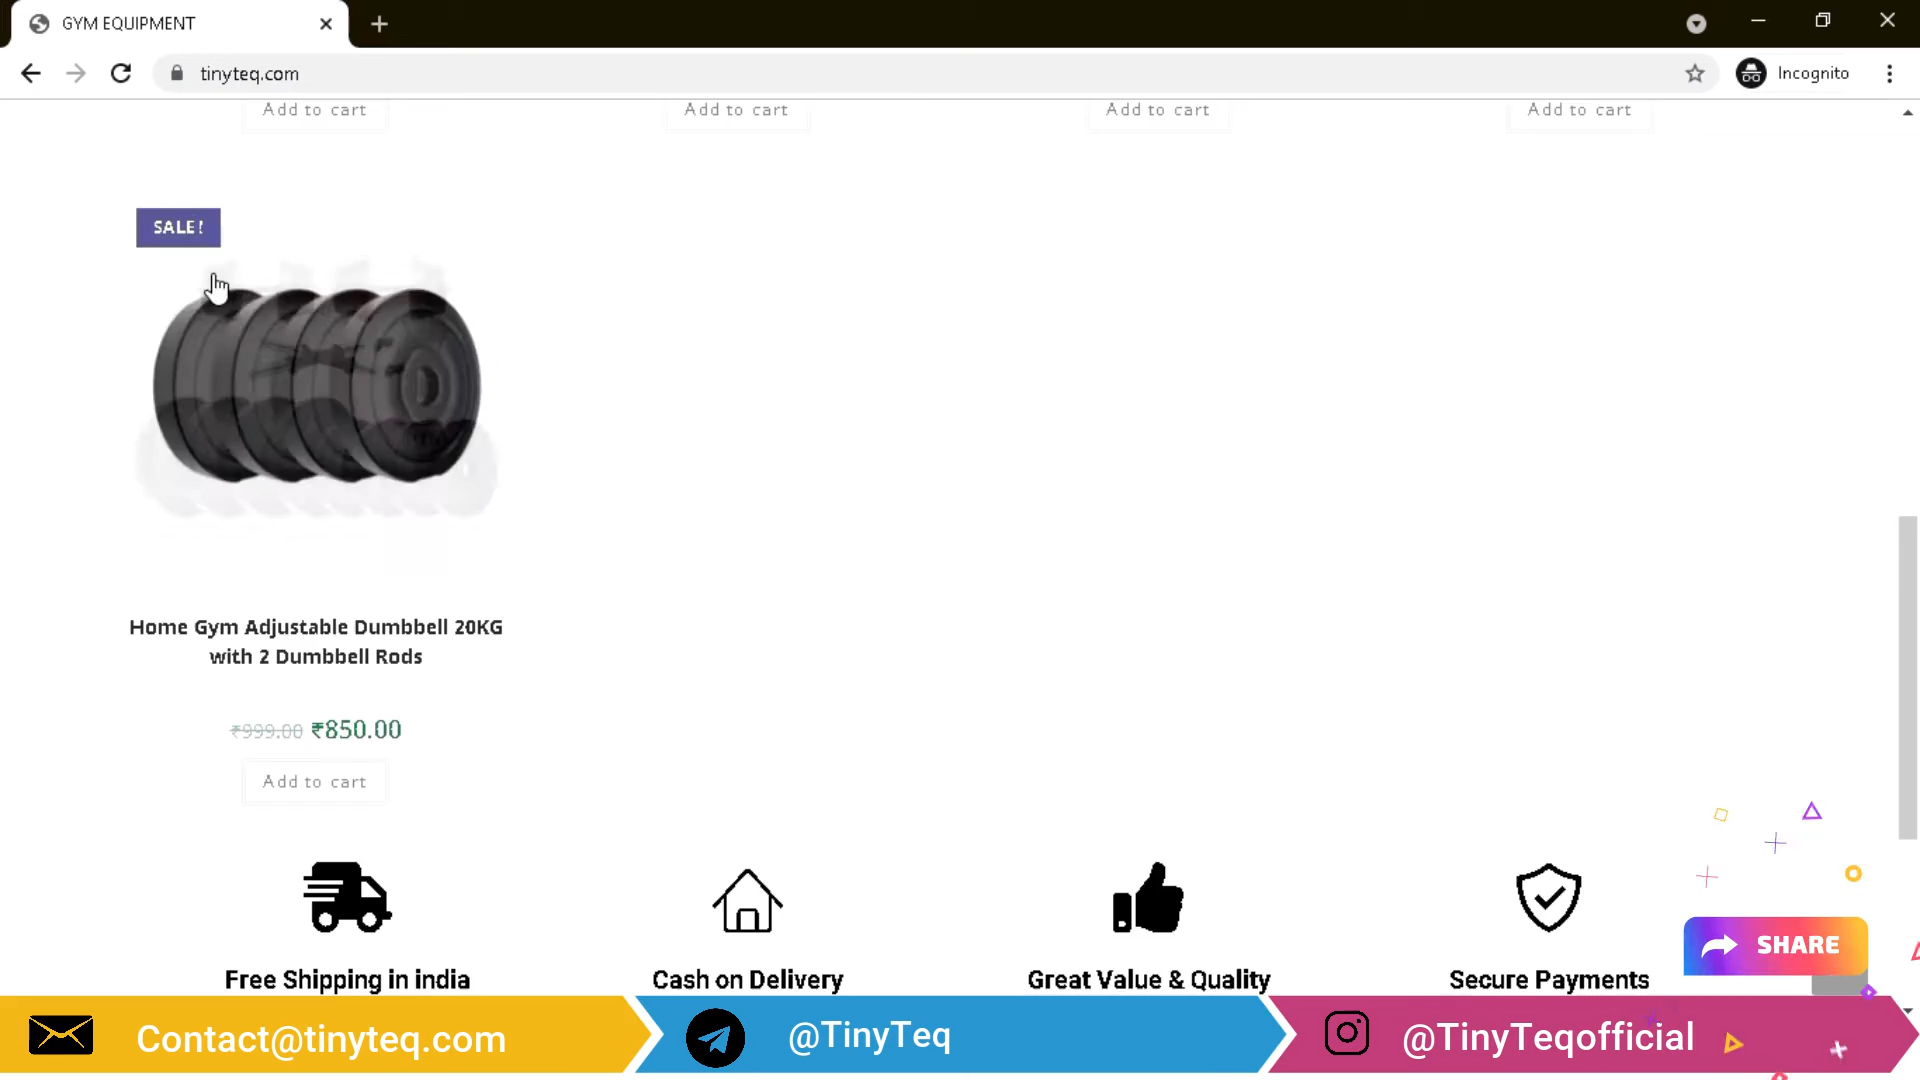 GYM EQUIPMENT
tinyteq.com
Incognito
Add to cart
Add to cart
Add to cart
Add to cart
SALE!
Home Gym Adjustable Dumbbell 20KG
with 2 Dumbbell Rods
₹999.00 ₹850.00
Add to cart
Free Shipping in india
Cash on Delivery
Great Value & Quality
Secure Payments
SHARE
Contact@tinyteq.com
@TinyTeq
@TinyTeqofficial